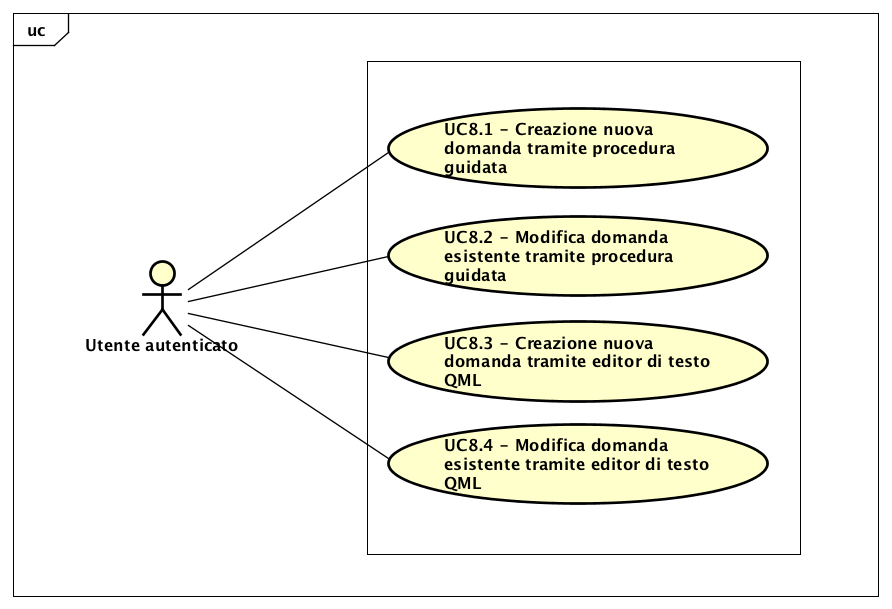 uc
UC8.1 – Creazione nuova
domanda tramite procedura
guidata
UC8.2 – Modifica domanda
esistente tramite procedura
guidata
Utente autenticato
UC8.3 – Creazione nuova
domanda tramite editor di testo
QML
UC8.4 – Modifica domanda
esistente tramite editor di testo
QML